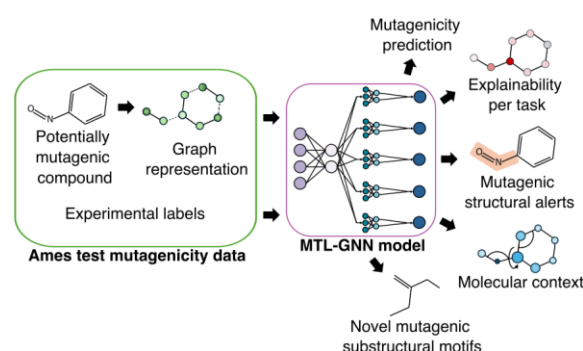 Mutagenicity
prediction
Explainability
per task
O
N
Potentially
mutagenic
compound
Graph
representation
Experimental labels
Ames test mutagenicity data
MTL-GNN model
O
N
Mutagenic
structural alerts
Molecular context
Novel mutagenic
substructural motifs